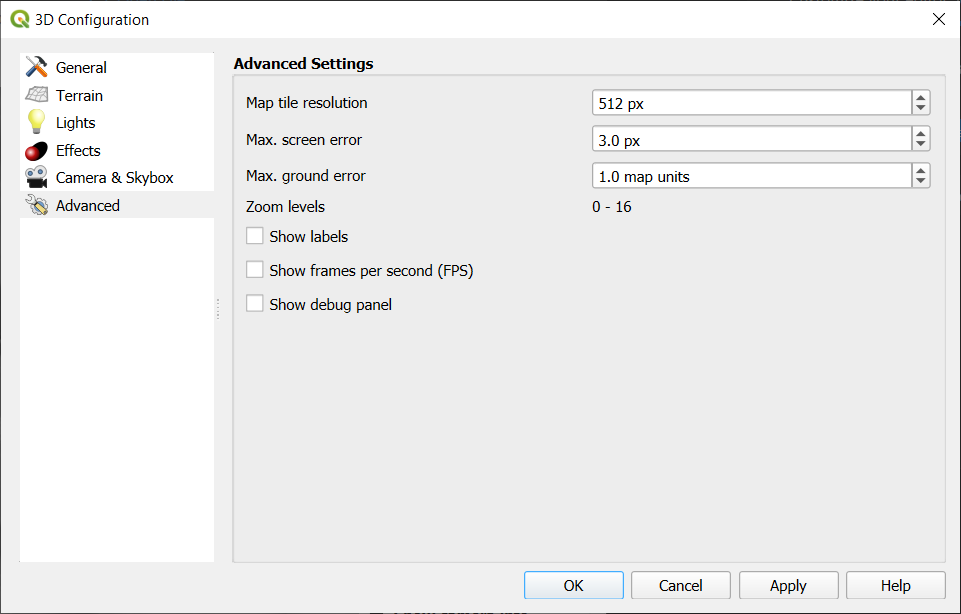 3D Configuration
General
Terrain
Lights
Effects
Camera & Skybox
Advanced
Advanced Settings
Map tile resolution 512 px
Max. screen error 3.0 px
Max. ground error 1.0 map units
Zoom levels 0 - 16
Show labels
Show frames per second (FPS)
Show debug panel
OK Cancel Apply Help